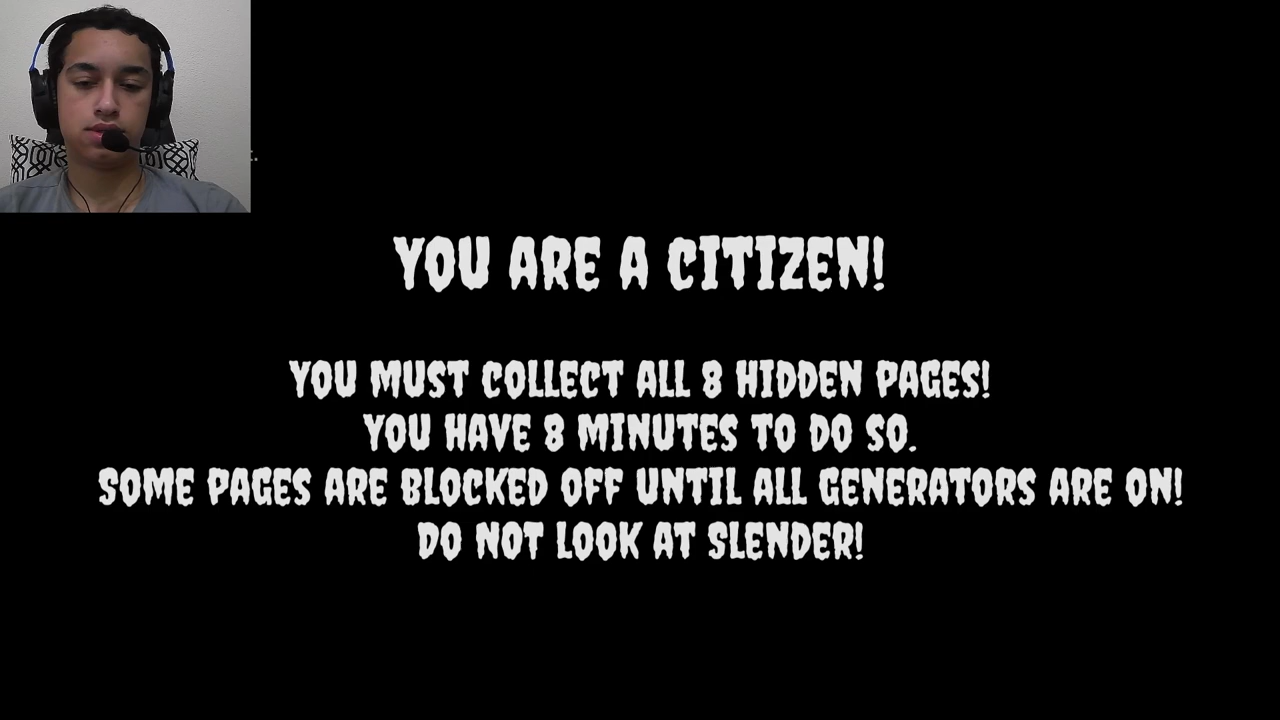 YOU ARE A CITIZEN!
YOU MUST COLLECT ALL 8 HIDDEN PAGES!
YOU HAVE 8 MINUTES TO DO SO.
SOME PAGES ARE BLOCKED OFF UNTIL ALL GENERATORS ARE ON!
DO NOT LOOK AT SLENDER!